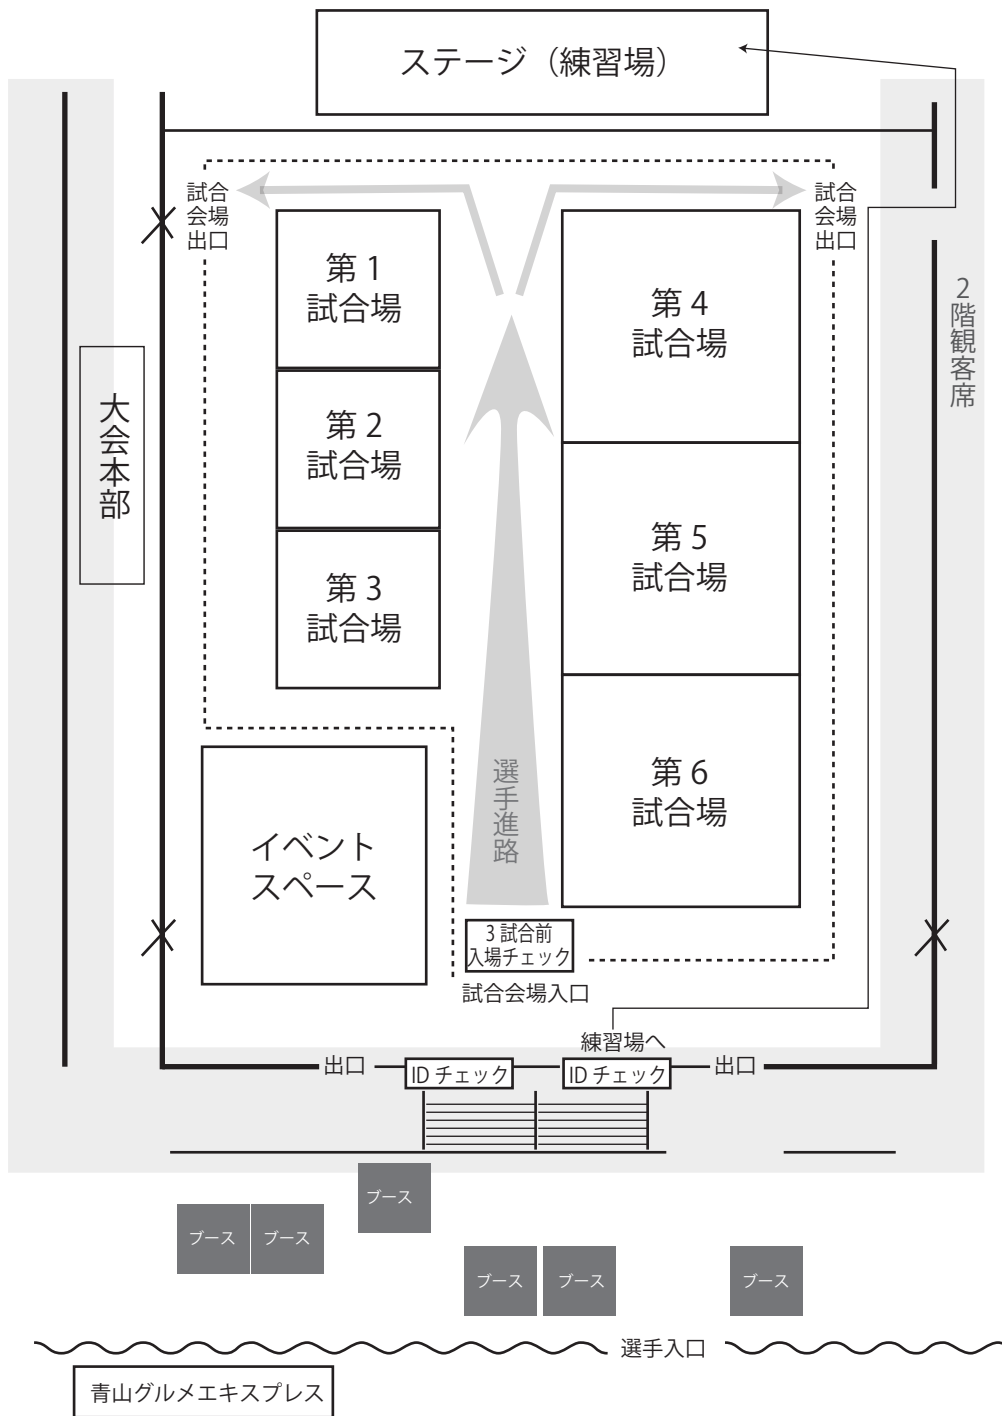 ステージ（練習場）
試合
会場
出口
試合
会場
出口
第 1
試合場
第 4
試合場
2階観客席
大会本部
第 2
試合場
第 5
試合場
第 3
試合場
選手進路
第 6
試合場
イベント
スペース
3 試合前
入場チェック
試合会場入口
練習場へ
出口
ID チェック
ID チェック
出口
ブース
ブース
ブース
ブース
ブース
ブース
選手入口
青山グルメエキスプレス